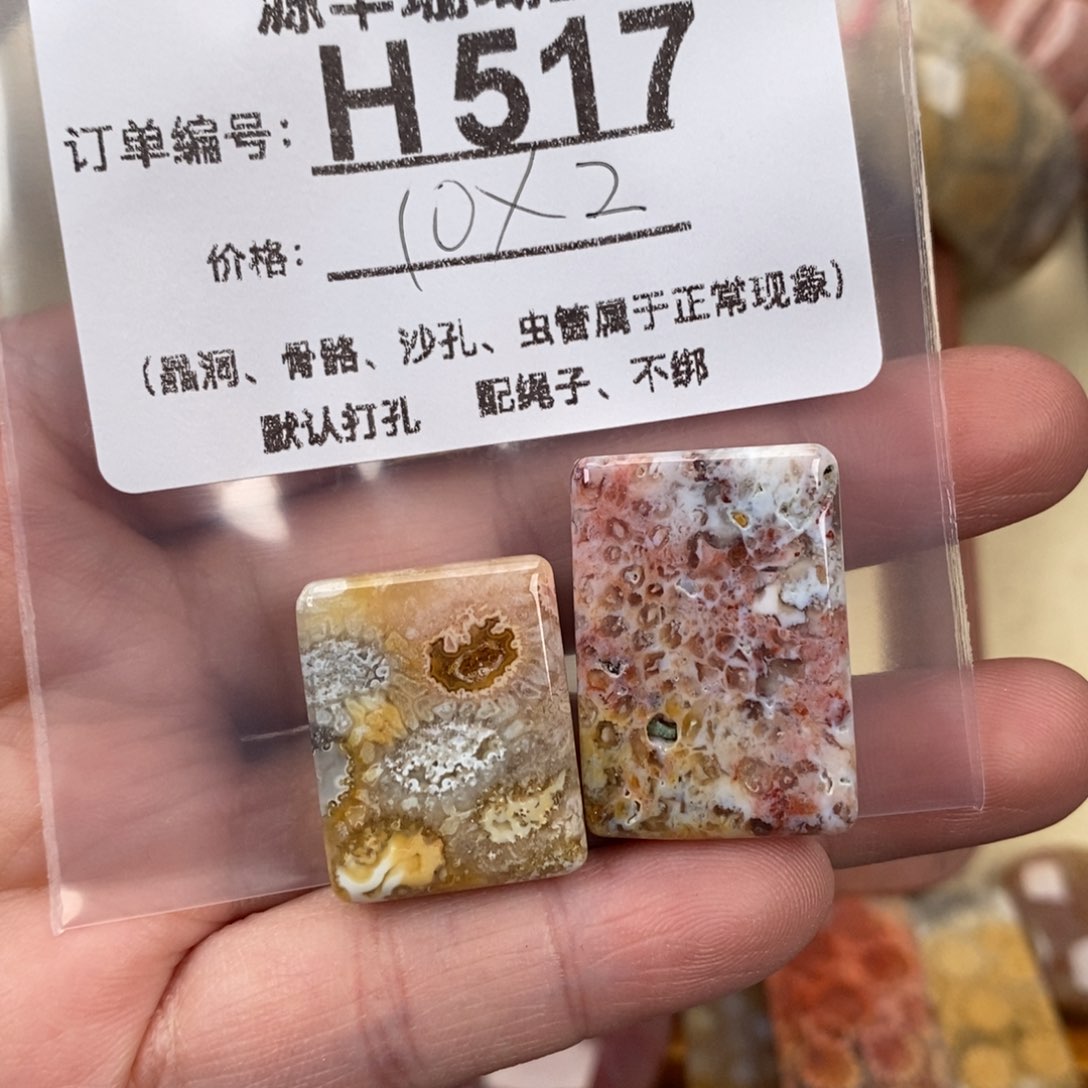 订单编号：H517
价格：10X2
（晶洞、骨骼、沙孔、虫管属于正常现象）
默认打孔 配绳子、不绑